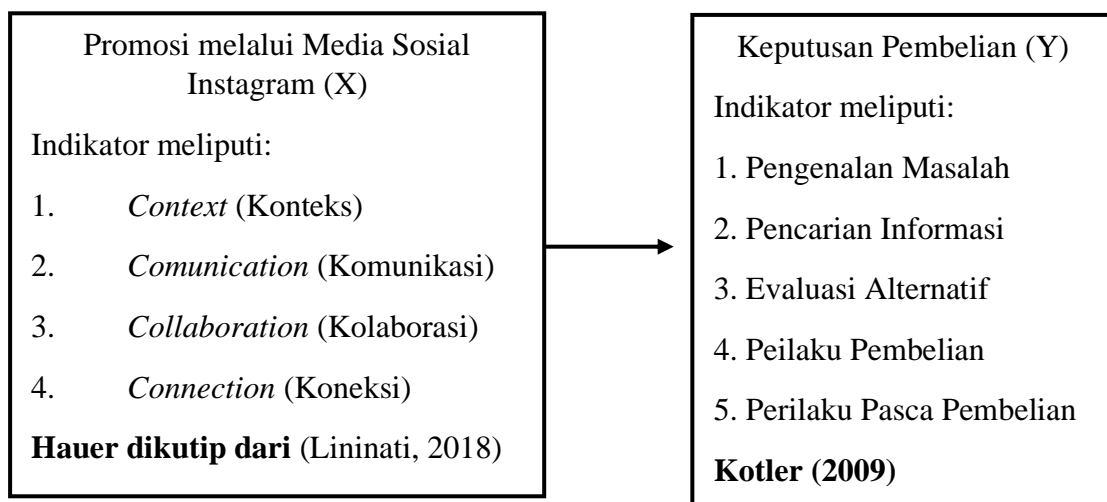 Promosi melalui Media Sosial
Instagram (X)
Indikator meliputi:
1. Context (Konteks)
2. Comunication (Komunikasi)
3. Collaboration (Kolaborasi)
4. Connection (Koneksi)
Hauer dikutip dari (Lininati, 2018)
Keputusan Pembelian (Y)
Indikator meliputi:
1. Pengenalan Masalah
2. Pencarian Informasi
3. Evaluasi Alternatif
4. Peilaku Pembelian
5. Perilaku Pasca Pembelian
Kotler (2009)